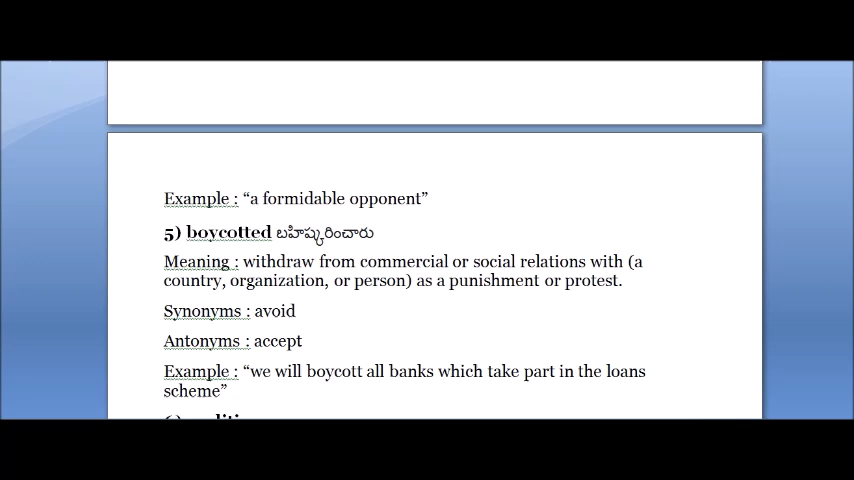 Example : “a formidable opponent”
5) boycotted బహిష్కరించారు
Meaning : withdraw from commercial or social relations with (a
country, organization, or person) as a punishment or protest.
Synonyms : avoid
Antonyms : accept
Example : “we will boycott all banks which take part in the loans
scheme”